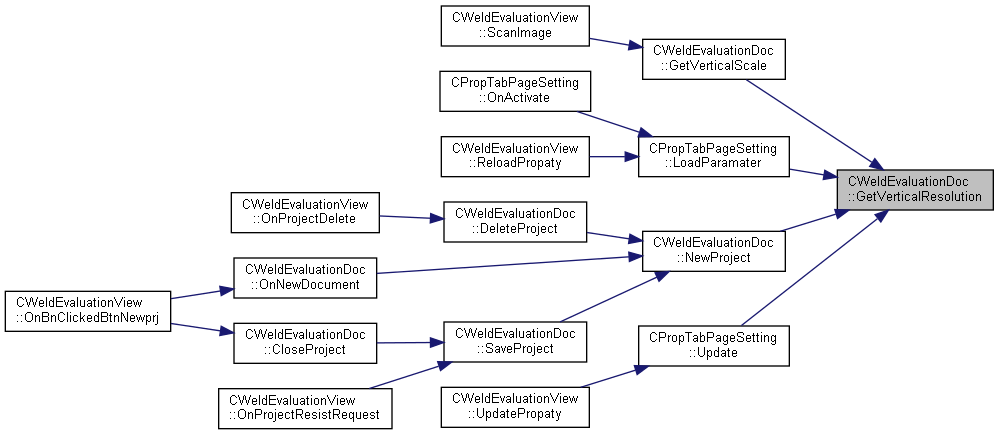 CWeldEvaluationView
::ScanImage
CWeldEvaluationDoc
::GetVerticalScale
CPropTabPageSetting
::OnActivate
CWeldEvaluationView
::ReloadPropaty
CPropTabPageSetting
::LoadParamater
CWeldEvaluationDoc
::GetVerticalResolution
CWeldEvaluationView
::OnProjectDelete
CWeldEvaluationDoc
::DeleteProject
CWeldEvaluationDoc
::NewProject
CWeldEvaluationDoc
::OnNewDocument
CWeldEvaluationView
::OnBnClickedBtnNewprj
CWeldEvaluationDoc
::CloseProject
CWeldEvaluationDoc
::SaveProject
CPropTabPageSetting
::Update
CWeldEvaluationView
::OnProjectResistRequest
CWeldEvaluationView
::UpdatePropaty